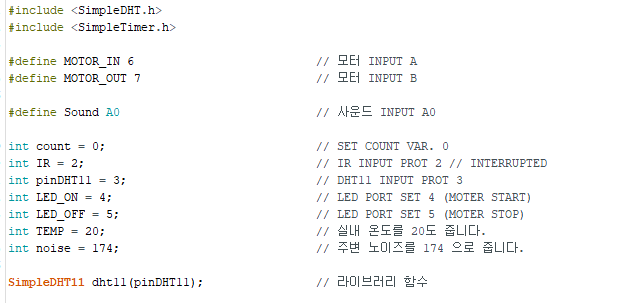 #include <SimpleDHT.h>
#include <SimpleTimer.h>
#define MOTOR_IN 6 // 모터 INPUT A
#define MOTOR_OUT 7 // 모터 INPUT B
#define Sound A0 // 사운드 INPUT A0
int count = 0; // SET COUNT VAR. 0
int IR = 2; // IR INPUT PROT 2 // INTERRUPTED
int pinDHT11 = 3; // DHT11 INPUT PROT 3
int LED_ON = 4; // LED PORT SET 4 (MOTER START)
int LED_OFF = 5; // LED PORT SET 5 (MOTER STOP)
int TEMP = 20; // 실내 온도를 20도 줍니다.
int noise = 174; // 주변 노이즈를 174 으로 줍니다.
SimpleDHT11 dht11(pinDHT11); // 라이브러리 함수